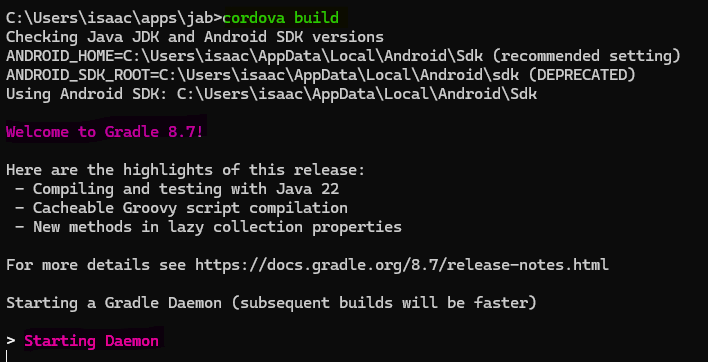 C:\Users\isaac\apps\jab>cordova build
Checking Java JDK and Android SDK versions
ANDROID_HOME=C:\Users\isaac\AppData\Local\Android\Sdk (recommended setting)
ANDROID_SDK_ROOT=C:\Users\isaac\AppData\Local\Android\sdk (DEPRECATED)
Using Android SDK: C:\Users\isaac\AppData\Local\Android\Sdk
Welcome to Gradle 8.7!
Here are the highlights of this release:
- Compiling and testing with Java 22
- Cacheable Groovy script compilation
- New methods in lazy collection properties
For more details see https://docs.gradle.org/8.7/release-notes.html
Starting a Gradle Daemon (subsequent builds will be faster)
> Starting Daemon